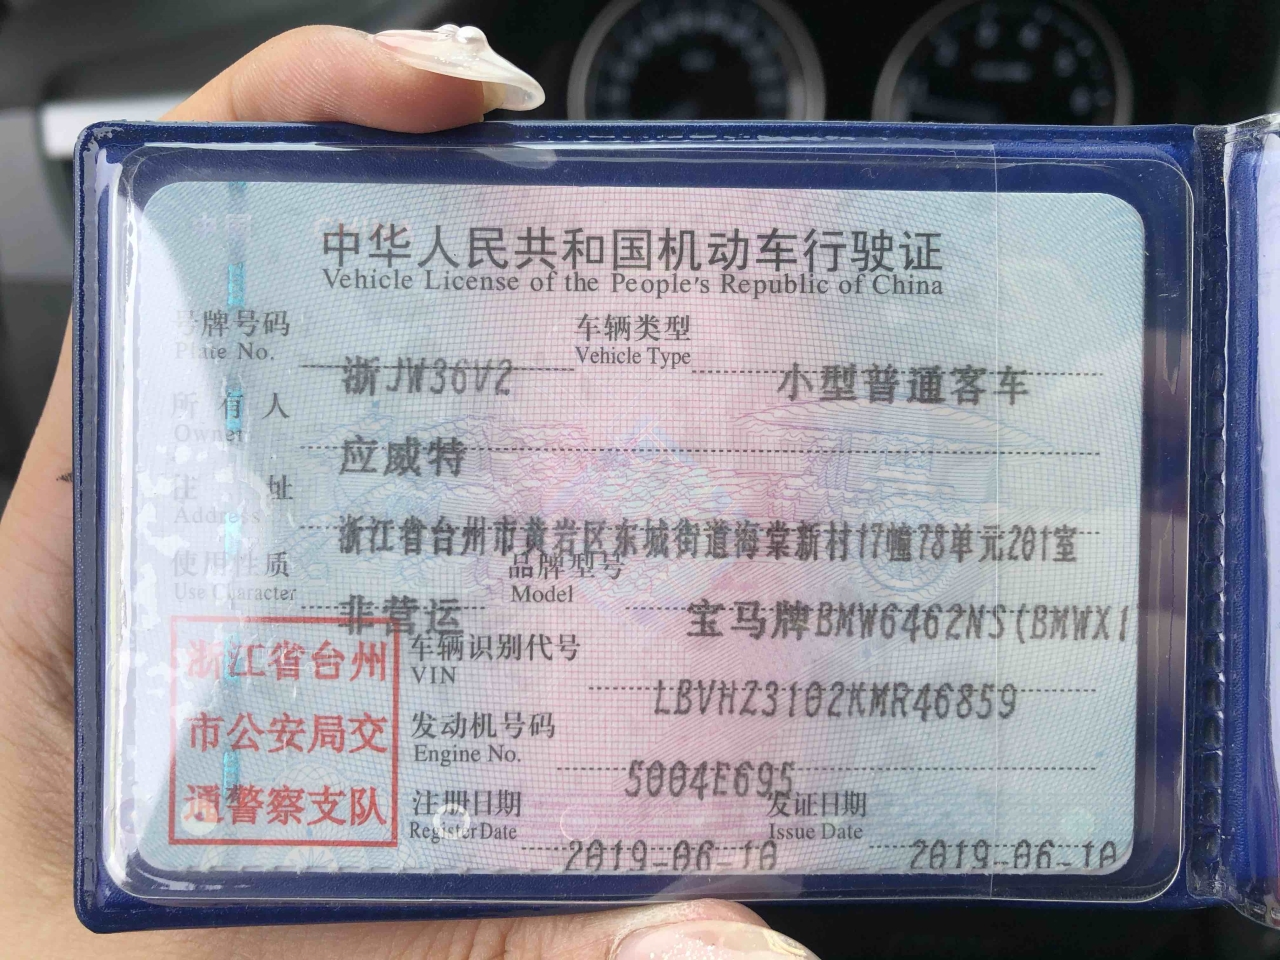 中华人民共和国机动车行驶证
Vehicle License of the People's Republic of China
号牌号码 浙JW36V2 车辆类型 小型普通客车
Plate No. Vehicle Type
所有人 应威特
Owner
住址 浙江省台州市黄岩区东城街道海棠新村17幢78单元201室
Address
使用性质 非营运 品牌型号 宝马牌BMW6462NS(BMWX1
Use Character Model
车辆识别代号 LBVHZ3102KMR46859
VIN
发动机号码 5004E695
Engine No.
注册日期 2019-06-10 发证日期 2019-06-10
Register Date Issue Date
浙江省台州
市公安局交
通警察支队